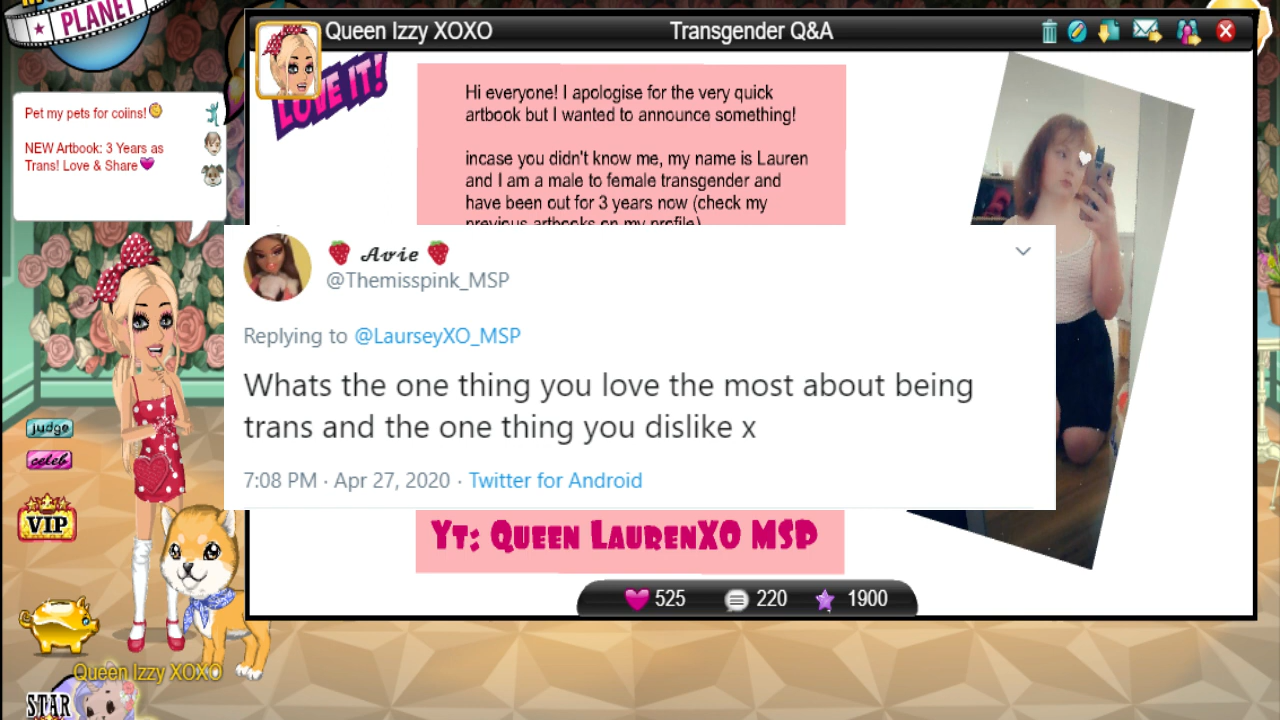 PLANET
Queen Izzy XOXO
Transgender Q&A
LOVE IT!
Pet my pets for coiins!
NEW Artbook: 3 Years as
Trans! Love & Share
Hi everyone! I apologise for the very quick
artbook but I wanted to announce something!
incase you didn't know me, my name is Lauren
and I am a male to female transgender and
have been out for 3 years now (check my
previous artbooks on my profile)
🍓 Avie 🍓
@Themisspink_MSP
Replying to @LaurseyXO_MSP
Whats the one thing you love the most about being
trans and the one thing you dislike x
7:08 PM · Apr 27, 2020 · Twitter for Android
judge
celeb
VIP
Yt: Queen LaurenXO MSP
525
220
1900
Queen Izzy XOXO
STAR